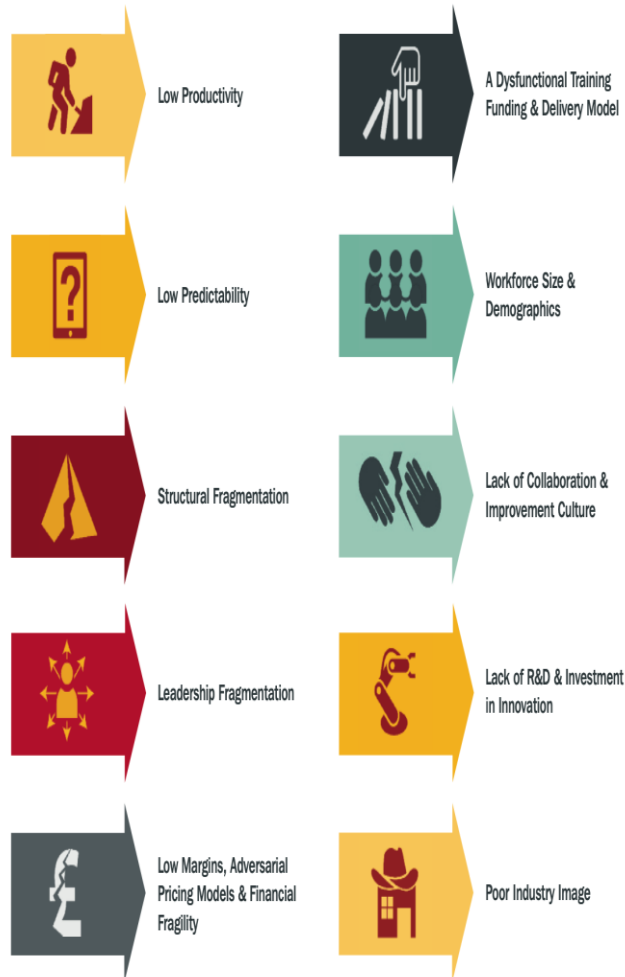 Low Productivity
Low Predictability
Structural Fragmentation
Leadership Fragmentation
Low Margins, Adversarial
Pricing Models & Financial
Fragility
A Dysfunctional Training
Funding & Delivery Model
Workforce Size &
Demographics
Lack of Collaboration &
Improvement Culture
Lack of R&D & Investment
in Innovation
Poor Industry Image